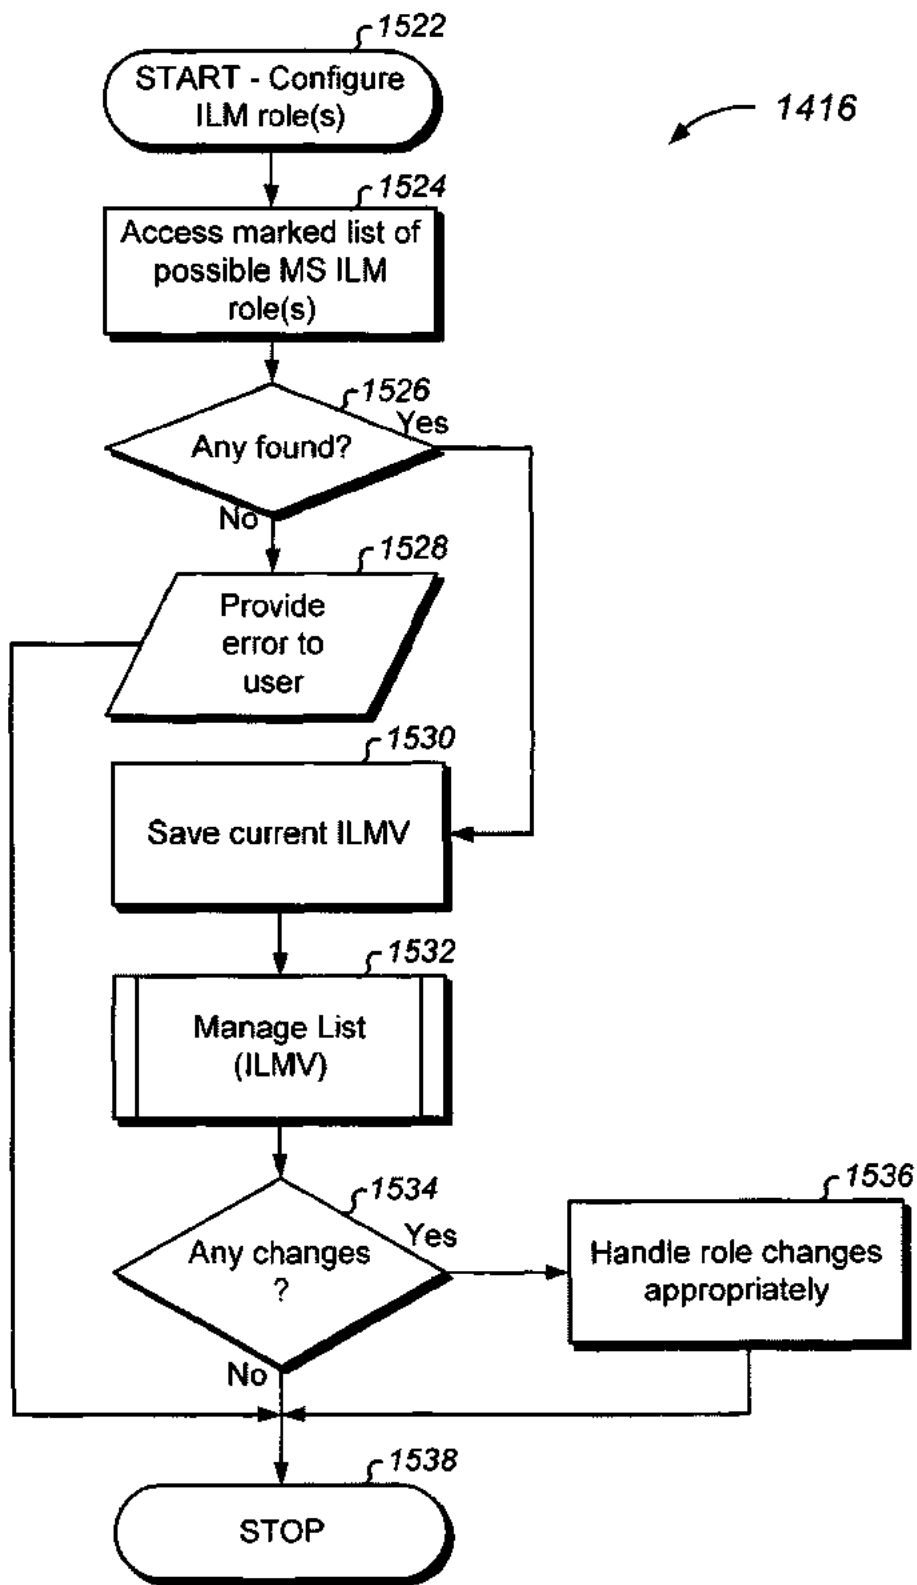 1522
START - Configure
ILM role(s)
1416
1524
Access marked list of
possible MS ILM
role(s)
1526
Yes
Any found?
No
1528
Provide
error to
user
1530
Save current ILMV
1532
Manage List
(ILMV)
1534
Yes
Any changes
?
No
1536
Handle role changes
appropriately
1538
STOP